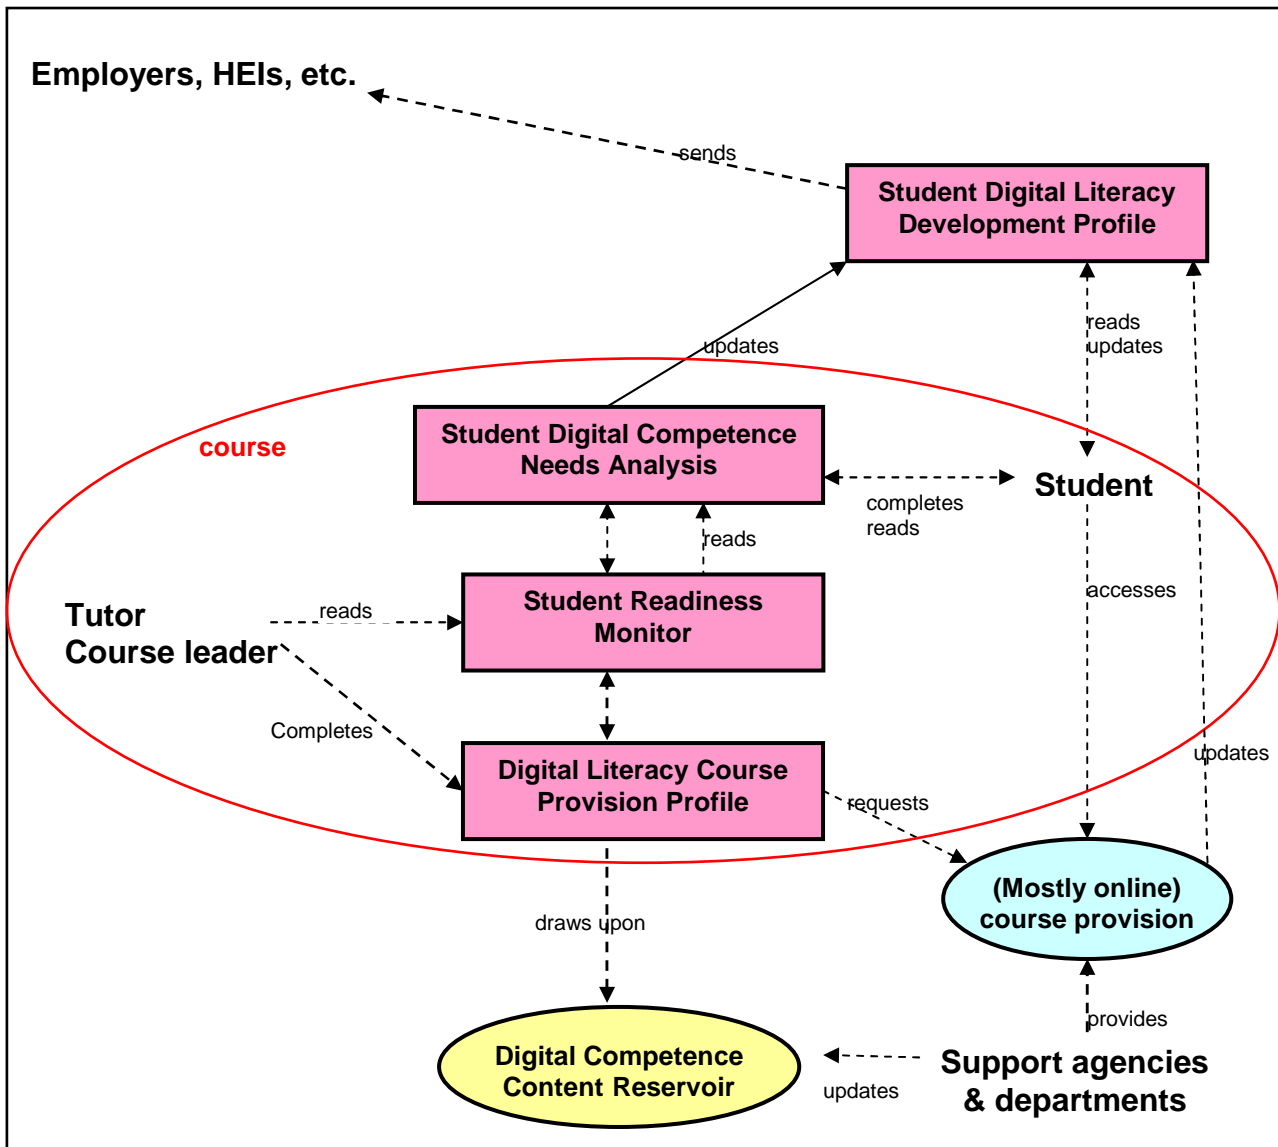 Employers, HEIs, etc.
sends
Student Digital Literacy
Development Profile
reads
updates
updates
course
Student Digital Competence
Needs Analysis
completes
reads
Student
reads
accesses
Tutor
Course leader
reads
Student Readiness
Monitor
Completes
Digital Literacy Course
Provision Profile
requests
updates
(Mostly online)
course provision
draws upon
provides
Digital Competence
Content Reservoir
updates
Support agencies
& departments